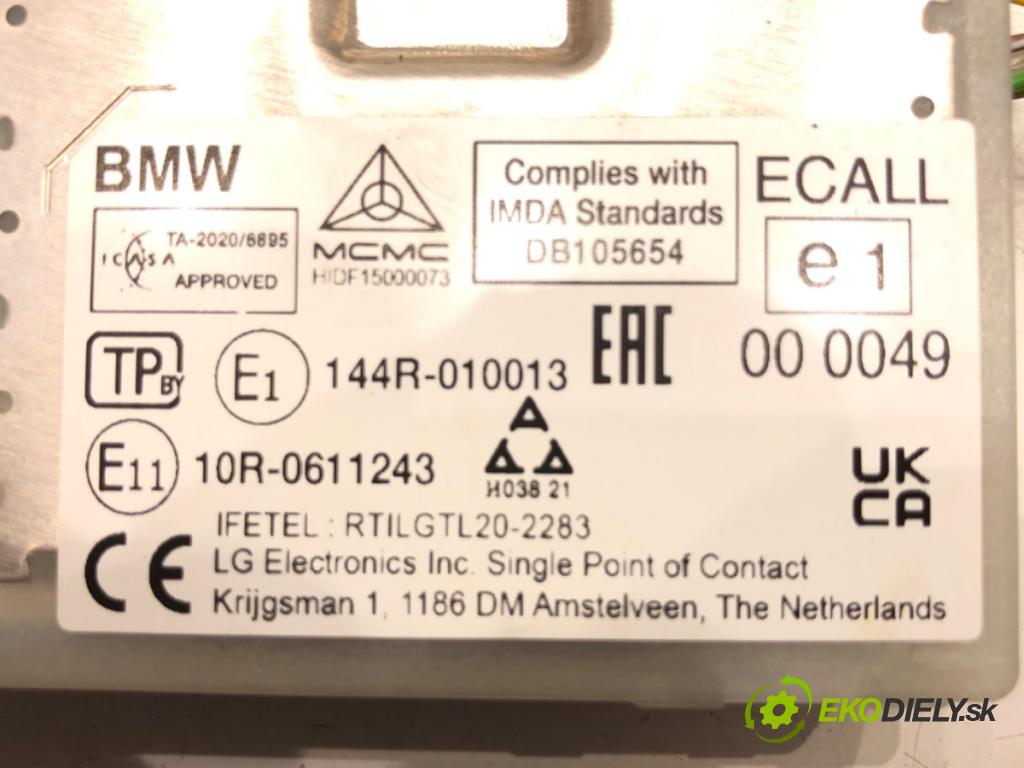 BMW
ICASA
TA-2020/6895
APPROVED
MCMC
HIDF15000073
Complies with
IMDA Standards
DB105654
ECALL
e 1
00 0049
TP BY
E1
144R-010013
EAC
E11
10R-0611243
H038 21
UK
CA
IFETEL : RTILGTL20-2283
CE
LG Electronics Inc. Single Point of Contact
Krijgsman 1, 1186 DM Amstelveen, The Netherlands
EKODIELY.sk